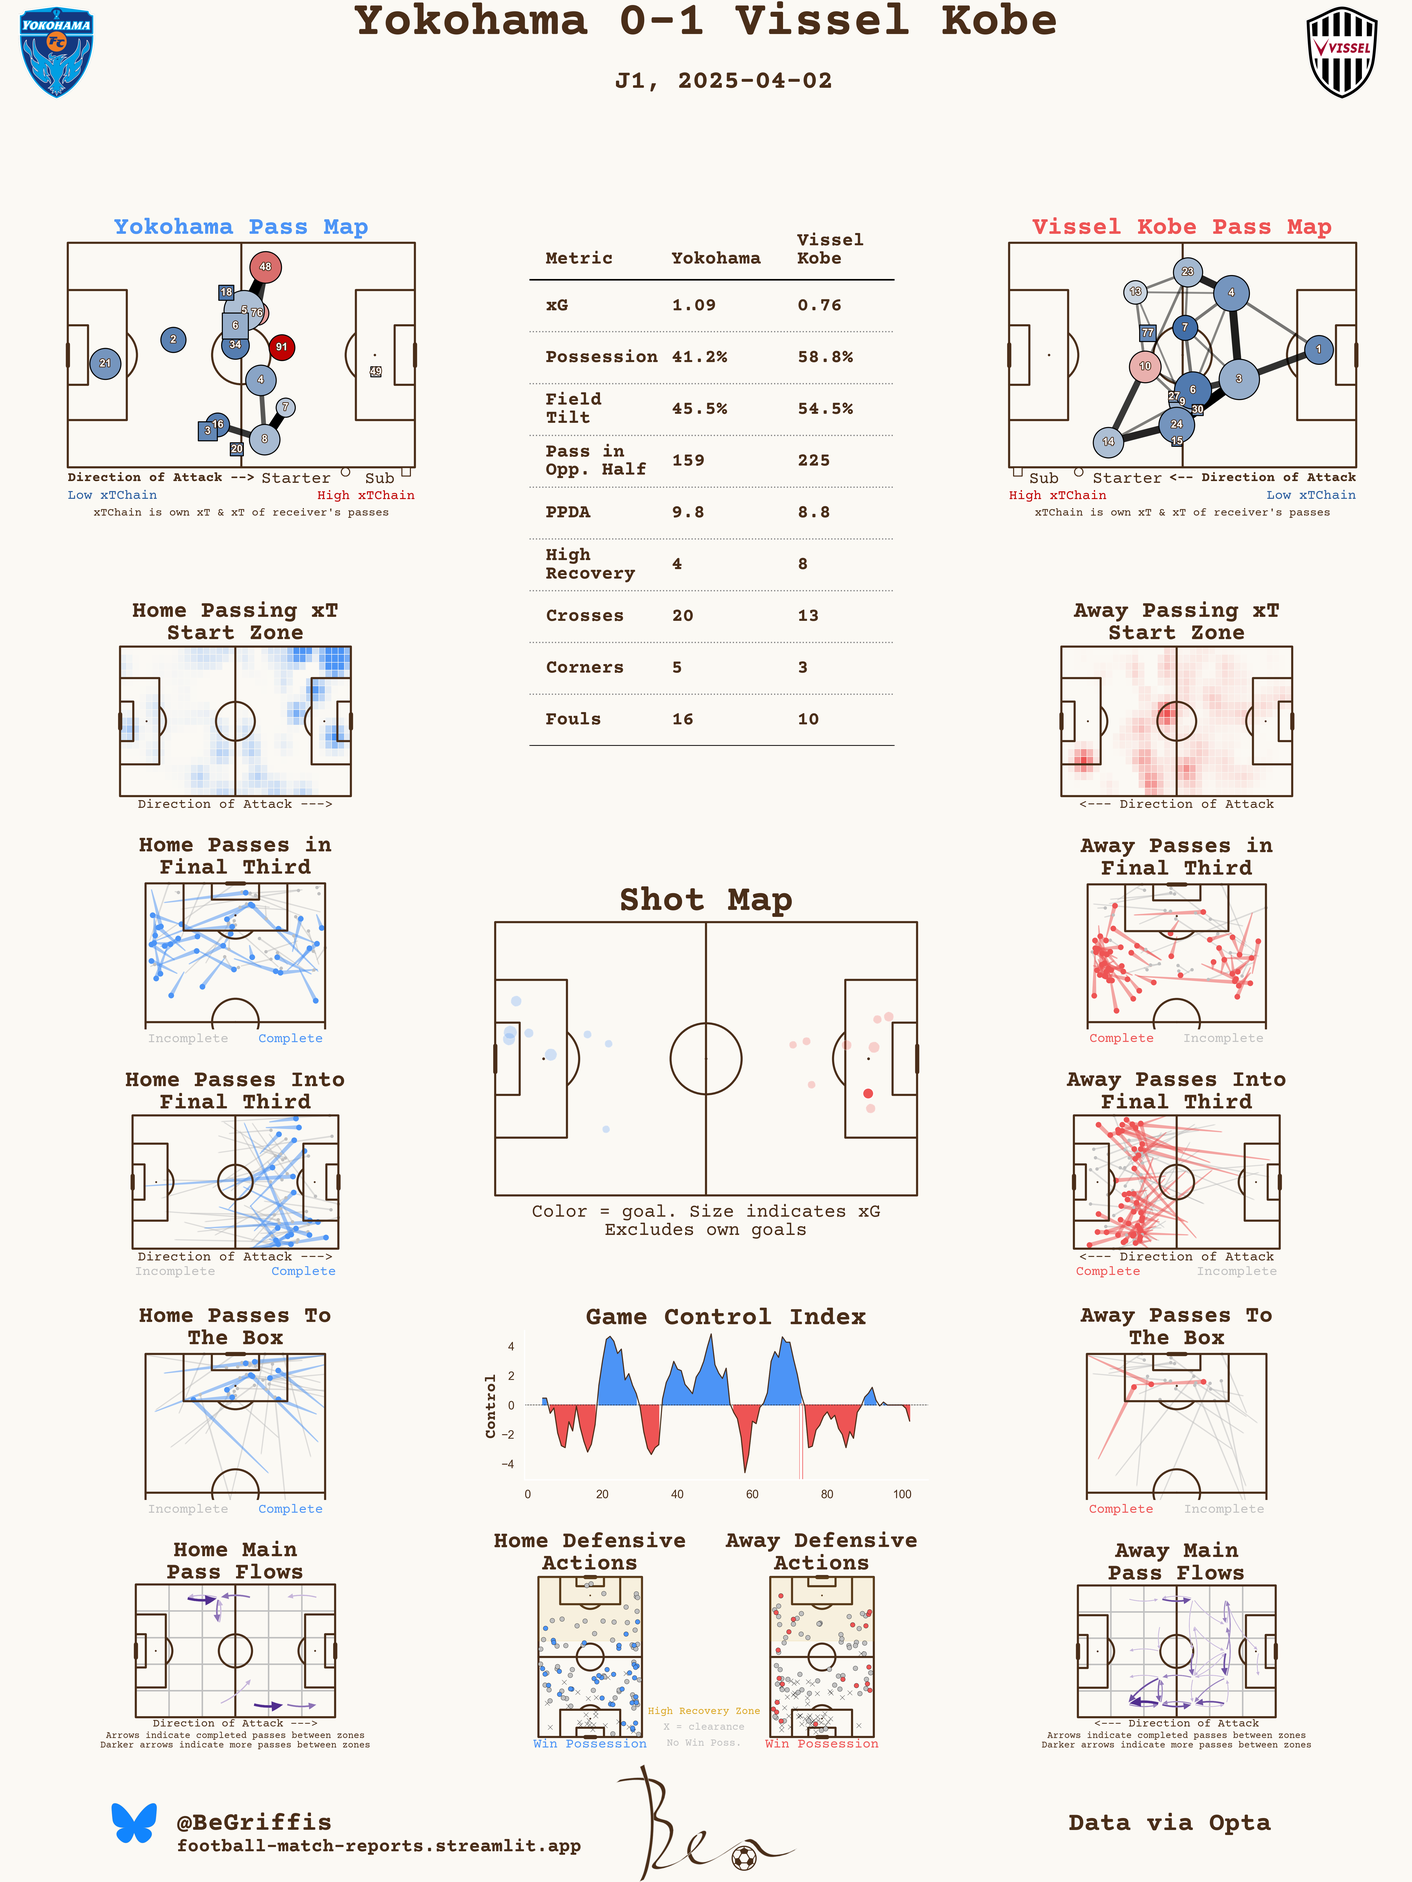 Yokohama 0-1 Vissel Kobe
J1, 2025-04-02
YOKOHAMA
FC
VISSEL
Yokohama Pass Map
48
18
5
76
6
34
91
2
21
4
49
7
16
3
8
20
Direction of Attack --> Starter Sub
Low xTChain High xTChain
xTChain is own xT & xT of receiver's passes
Metric Yokohama Vissel Kobe
xG 1.09 0.76
Possession 41.2% 58.8%
Field Tilt 45.5% 54.5%
Pass in Opp. Half 159 225
PPDA 9.8 8.8
High Recovery 4 8
Crosses 20 13
Corners 5 3
Fouls 16 10
Vissel Kobe Pass Map
23
13
4
77
7
1
10
3
6
27
9
30
24
14
15
Sub Starter <-- Direction of Attack
High xTChain Low xTChain
xTChain is own xT & xT of receiver's passes
Home Passing xT
Start Zone
Direction of Attack --->
Away Passing xT
Start Zone
<--- Direction of Attack
Home Passes in
Final Third
Incomplete Complete
Away Passes in
Final Third
Complete Incomplete
Shot Map
Color = goal. Size indicates xG
Excludes own goals
Home Passes Into
Final Third
Direction of Attack --->
Incomplete Complete
Away Passes Into
Final Third
<--- Direction of Attack
Complete Incomplete
Home Passes To
The Box
Incomplete Complete
Game Control Index
Control
4
2
0
−2
−4
0 20 40 60 80 100
Away Passes To
The Box
Complete Incomplete
Home Main
Pass Flows
Direction of Attack --->
Arrows indicate completed passes between zones
Darker arrows indicate more passes between zones
Home Defensive
Actions
Win Possession
Away Defensive
Actions
Win Possession
High Recovery Zone
X = clearance
No Win Poss.
Away Main
Pass Flows
<--- Direction of Attack
Arrows indicate completed passes between zones
Darker arrows indicate more passes between zones
@BeGriffis
football-match-reports.streamlit.app
Ben
Data via Opta